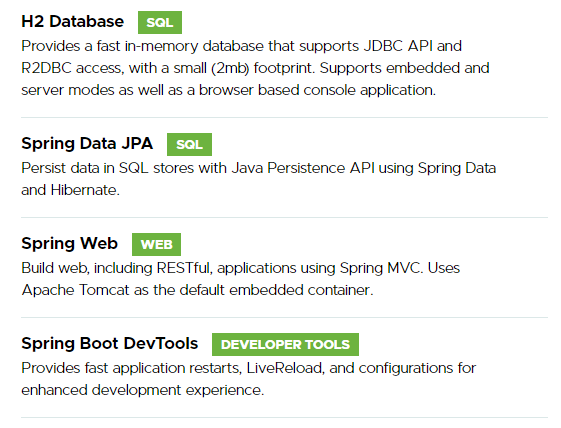 H2 Database SQL
Provides a fast in-memory database that supports JDBC API and
R2DBC access, with a small (2mb) footprint. Supports embedded and
server modes as well as a browser based console application.
Spring Data JPA SQL
Persist data in SQL stores with Java Persistence API using Spring Data
and Hibernate.
Spring Web WEB
Build web, including RESTful, applications using Spring MVC. Uses
Apache Tomcat as the default embedded container.
Spring Boot DevTools DEVELOPER TOOLS
Provides fast application restarts, LiveReload, and configurations for
enhanced development experience.